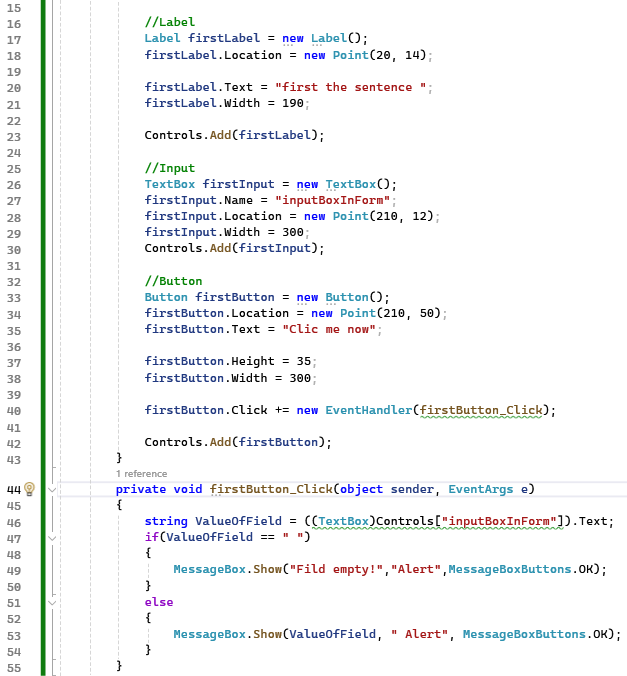 15
16 //Label
17 Label firstLabel = new Label();
18 firstLabel.Location = new Point(20, 14);
19
20 firstLabel.Text = "first the sentence ";
21 firstLabel.Width = 190;
22
23 Controls.Add(firstLabel);
24
25 //Input
26 TextBox firstInput = new TextBox();
27 firstInput.Name = "inputBoxInForm";
28 firstInput.Location = new Point(210, 12);
29 firstInput.Width = 300;
30 Controls.Add(firstInput);
31
32 //Button
33 Button firstButton = new Button();
34 firstButton.Location = new Point(210, 50);
35 firstButton.Text = "Clic me now";
36
37 firstButton.Height = 35;
38 firstButton.Width = 300;
39
40 firstButton.Click += new EventHandler(firstButton_Click);
41
42 Controls.Add(firstButton);
43 }
1 reference
44 private void firstButton_Click(object sender, EventArgs e)
45 {
46 string ValueOfField = ((TextBox)Controls["inputBoxInForm"]).Text;
47 if(ValueOfField == " ")
48 {
49 MessageBox.Show("Fild empty!","Alert",MessageBoxButtons.OK);
50 }
51 else
52 {
53 MessageBox.Show(ValueOfField, " Alert", MessageBoxButtons.OK);
54 }
55 }